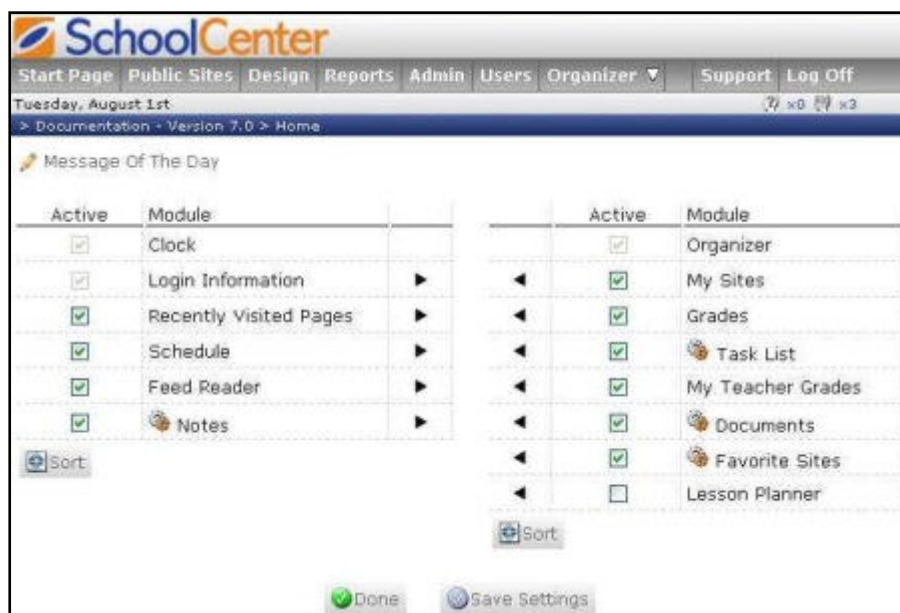 SchoolCenter
Start Page Public Sites Design Reports Admin Users Organizer Support Log Off
Tuesday, August 1st x0 x3
> Documentation - Version 7.0 > Home
Message Of The Day
Active Module
Clock
Login Information
Recently Visited Pages
Schedule
Feed Reader
Notes
Sort
Active Module
Organizer
My Sites
Grades
Task List
My Teacher Grades
Documents
Favorite Sites
Lesson Planner
Sort
Done Save Settings